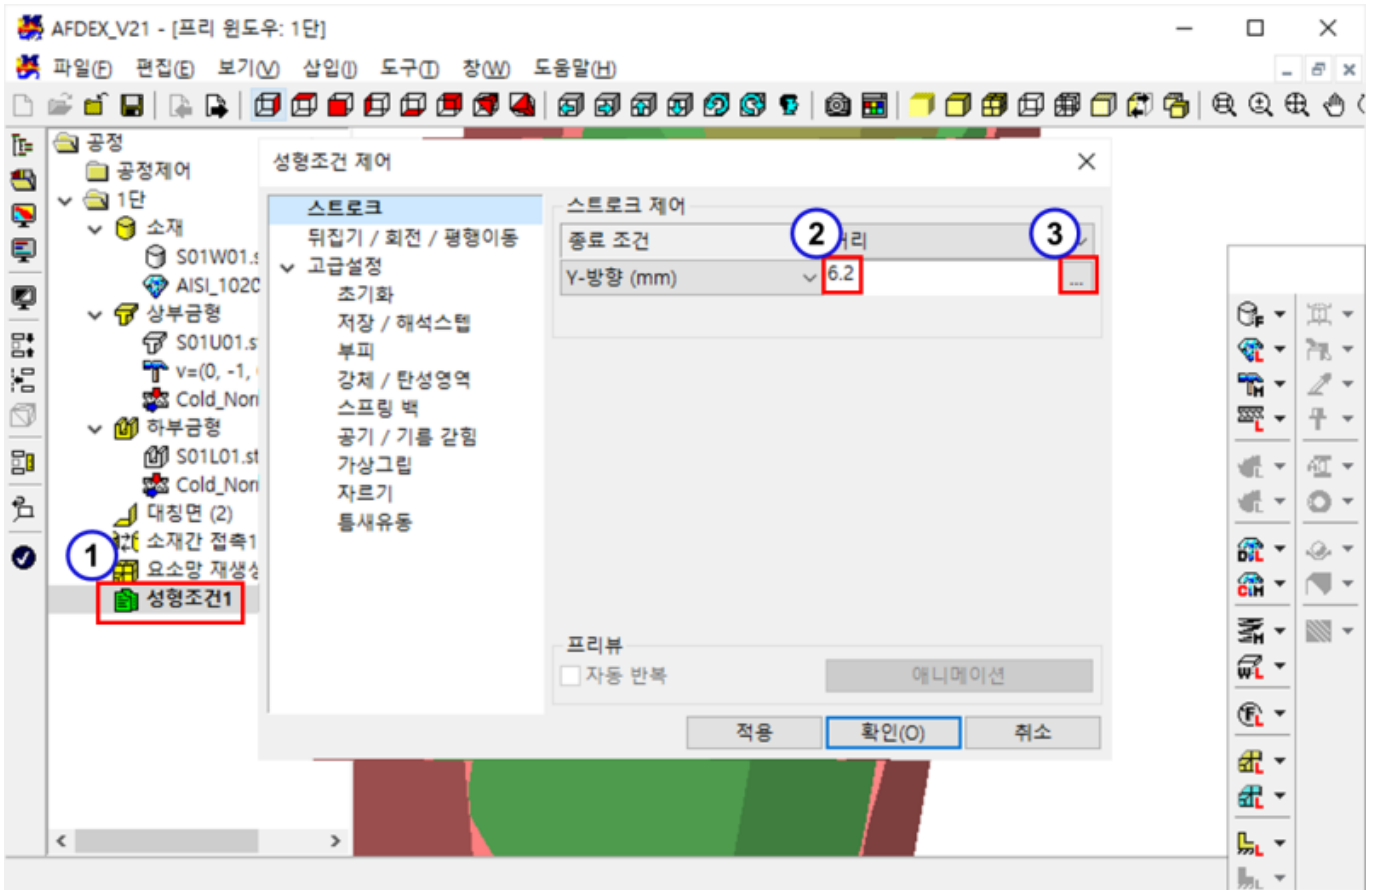 AFDEX_V21 - [프리 윈도우: 1단]
파일(F) 편집(E) 보기(V) 삽입(I) 도구(T) 창(W) 도움말(H)
공정
공정제어
1단
소재
S01W01.s
AISI_1020
상부금형
S01U01.s
v=(0, -1,
Cold_Nor
하부금형
S01L01.st
Cold_Nor
대칭면 (2)
소재간 접촉1
요소망 재생성
성형조건1
1
성형조건 제어
스트로크
뒤집기 / 회전 / 평행이동
고급설정
초기화
저장 / 해석스텝
부피
강체 / 탄성영역
스프링 백
공기 / 기름 갇힘
가상그립
자르기
틈새유동
스트로크 제어
종료 조건
2
리
3
Y-방향 (mm)
6.2
...
프리뷰
자동 반복
애니메이션
적용
확인(O)
취소
F
L
M
L
DiL
CiM
M
W L
F L
L
L
L
L